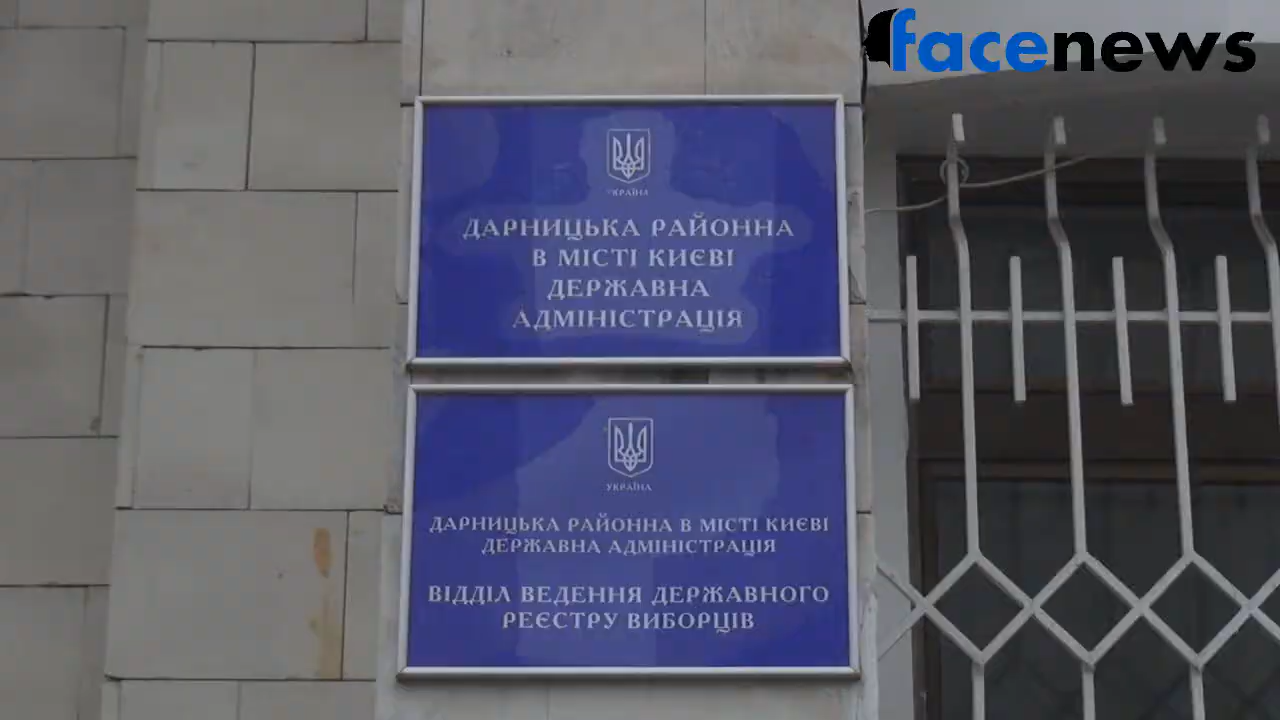 facenews
УКРАЇНА
ДАРНИЦЬКА РАЙОННА
В МІСТІ КИЄВІ
ДЕРЖАВНА
АДМІНІСТРАЦІЯ
УКРАЇНА
ДАРНИЦЬКА РАЙОННА В МІСТІ КИЄВІ
ДЕРЖАВНА АДМІНІСТРАЦІЯ
ВІДДІЛ ВЕДЕННЯ ДЕРЖАВНОГО
РЕЄСТРУ ВИБОРЦІВ